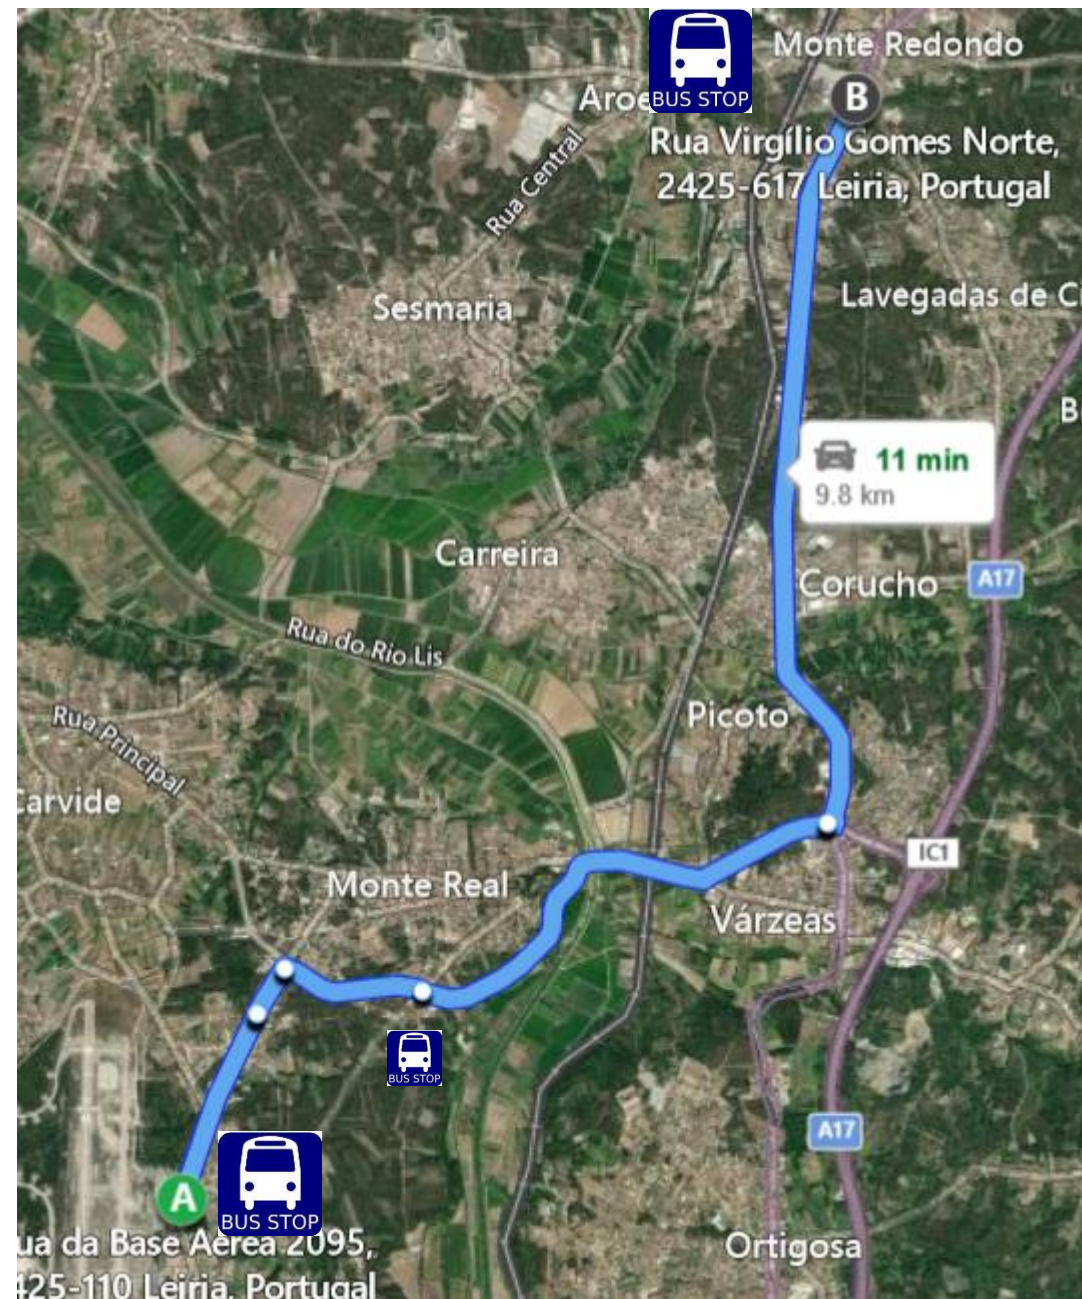 Monte Redondo
B
Aroe
BUS STOP
Rua Virgílio Gomes Norte,
2425-617 Leiria, Portugal
Rua Central
Lavegadas de C
Sesmaria
B
11 min
9.8 km
Carreira
Corucho
A17
Rua do Rio Lis
Rua Principal
Picoto
Carvide
IC1
Monte Real
Várzeas
BUS STOP
A17
A
BUS STOP
ua da Base Aérea 2095,
425-110 Leiria, Portugal
Ortigosa